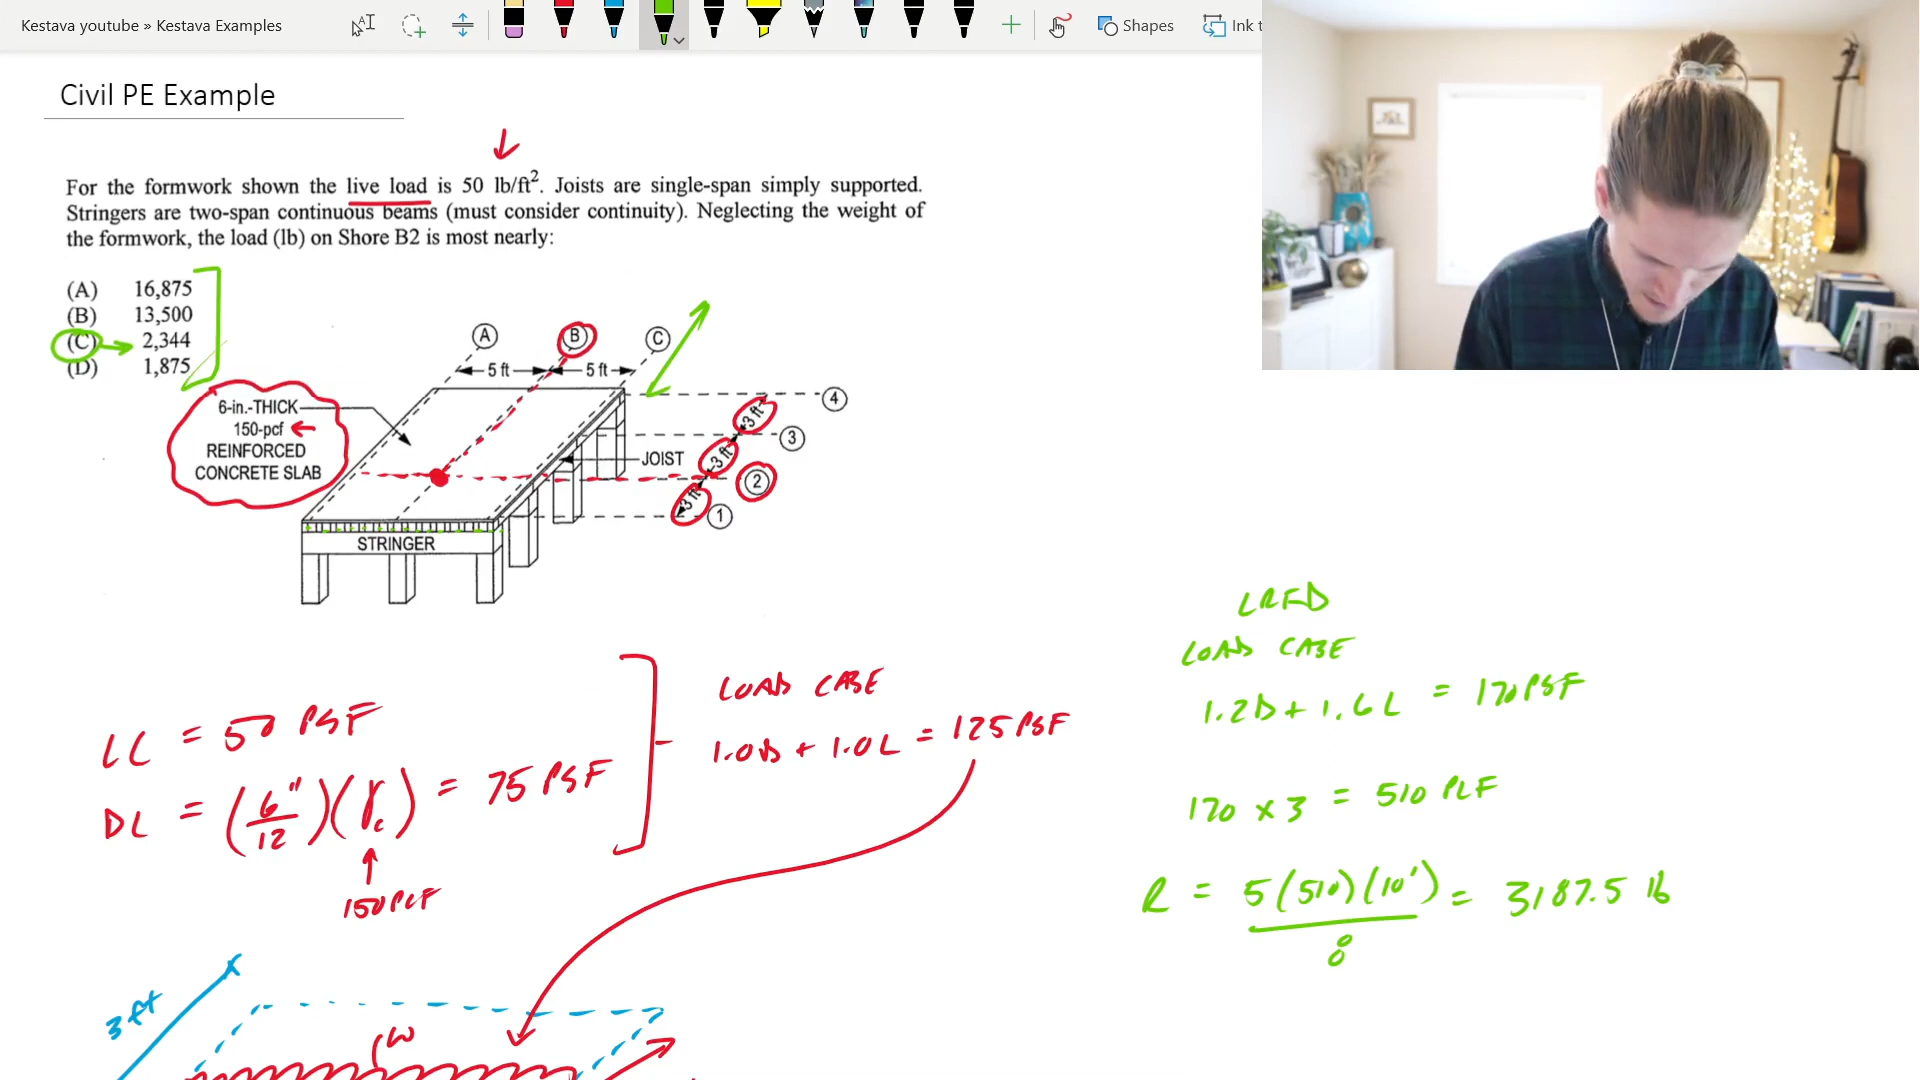 Kestava youtube » Kestava Examples
Shapes
Ink t
Civil PE Example
For the formwork shown the live load is 50 lb/ft². Joists are single-span simply supported.
Stringers are two-span continuous beams (must consider continuity). Neglecting the weight of
the formwork, the load (lb) on Shore B2 is most nearly:
(A) 16,875
(B) 13,500
(C) 2,344
(D) 1,875
A
B
C
5 ft
5 ft
6-in.-THICK
150-pcf
REINFORCED
CONCRETE SLAB
4
3 ft
3
3 ft
JOIST
2
3 ft
1
STRINGER
LL = 50 PSF
DL = (6"/12)(γc) = 75 PSF
150 PCF
LOAD CASE
1.0D + 1.0L = 125 PSF
LRFD
LOAD CASE
1.2D + 1.6L = 170 PSF
170 x 3 = 510 PLF
R = 5(510)(10')/8 = 3187.5 lb
3 ft
W